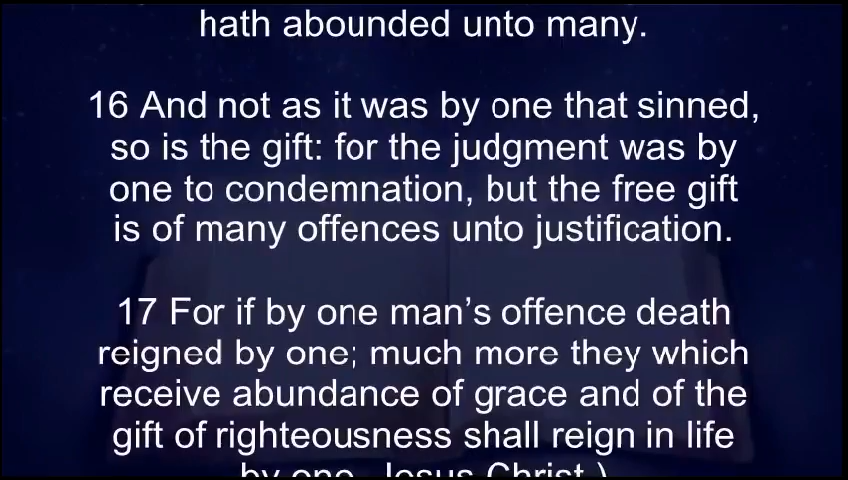 hath abounded unto many.
16 And not as it was by one that sinned,
so is the gift: for the judgment was by
one to condemnation, but the free gift
is of many offences unto justification.
17 For if by one man’s offence death
reigned by one; much more they which
receive abundance of grace and of the
gift of righteousness shall reign in life
by one, Jesus Christ.)